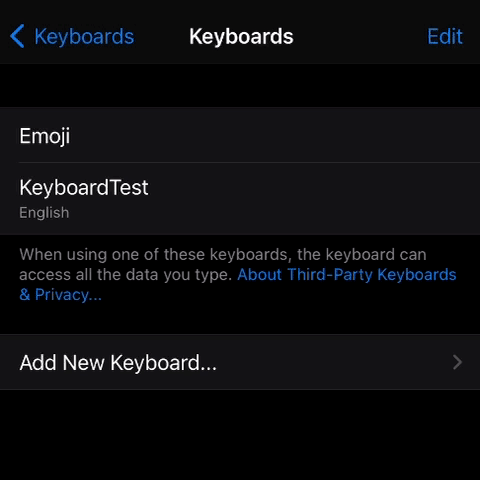 Keyboards
Keyboards
Edit
Emoji
KeyboardTest
English
When using one of these keyboards, the keyboard can
access all the data you type. About Third-Party Keyboards
& Privacy...
Add New Keyboard...